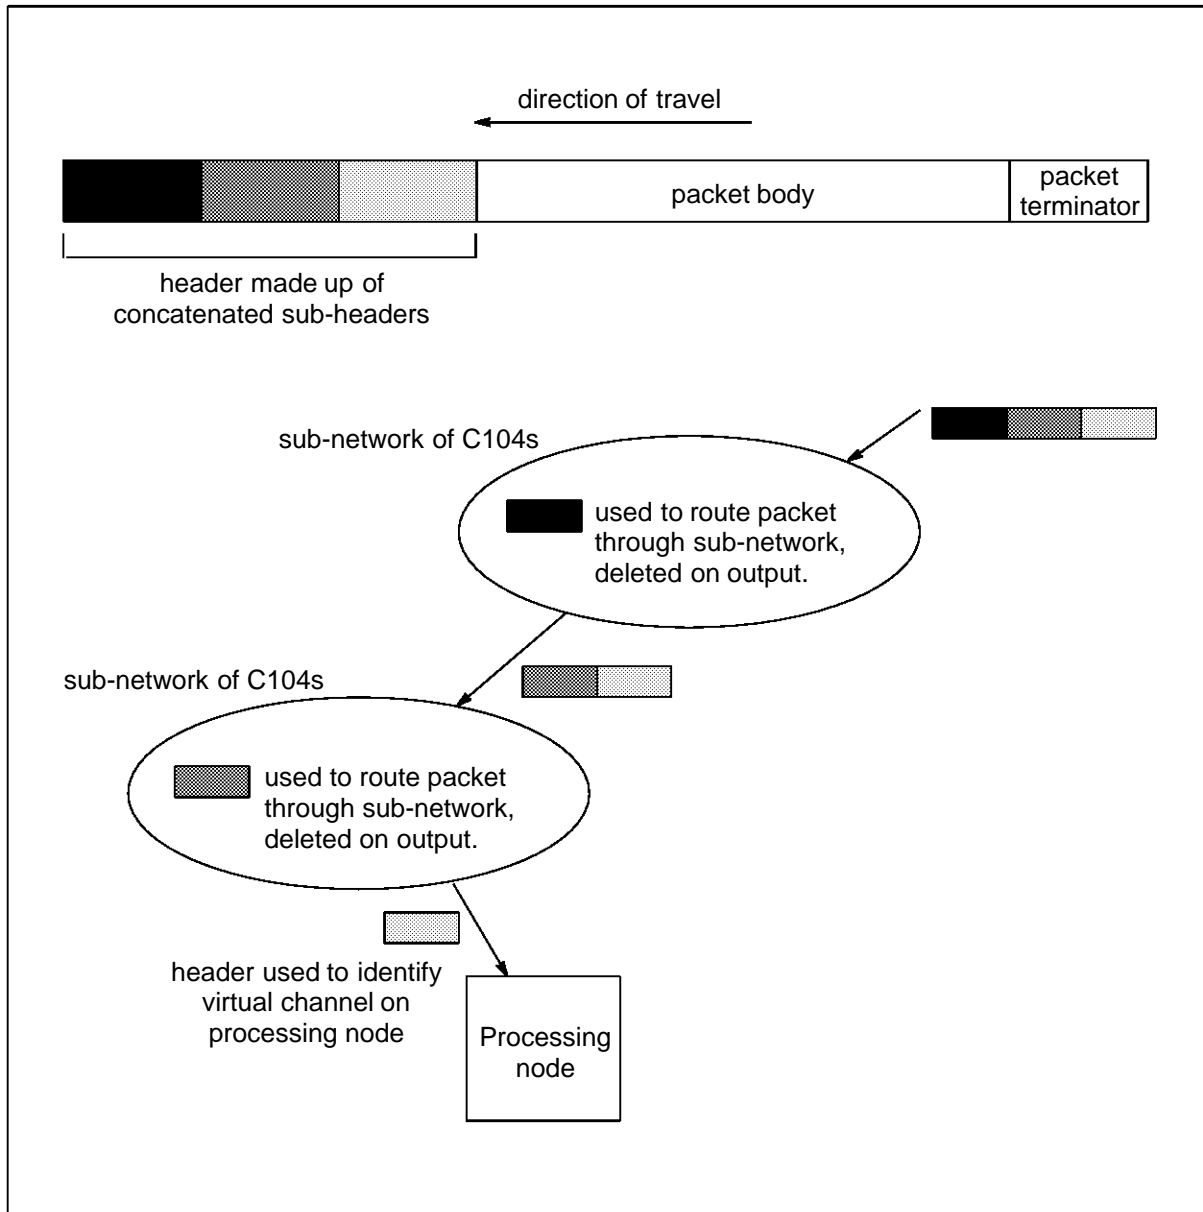 direction of travel
packet body
packet
terminator
header made up of
concatenated sub-headers
sub-network of C104s
used to route packet
through sub-network,
deleted on output.
sub-network of C104s
used to route packet
through sub-network,
deleted on output.
header used to identify
virtual channel on
processing node
Processing
node